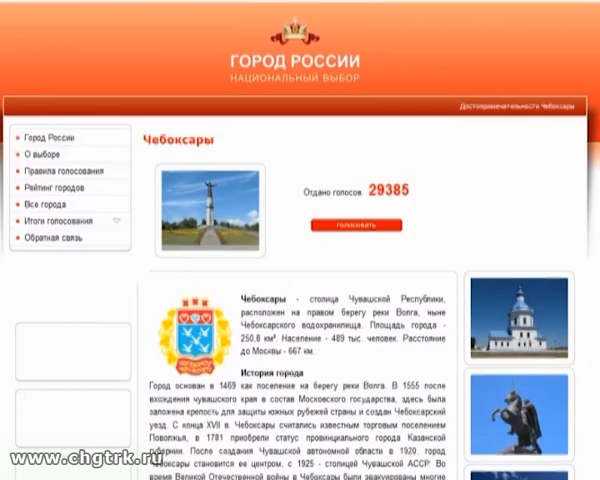 ГОРОД РОССИИ
НАЦИОНАЛЬНЫЙ ВЫБОР
Достопримечательности Чебоксары
Город России
О выборе
Правила голосования
Рейтинг городов
Все города
Итоги голосования
Обратная связь
Чебоксары
Отдано голосов: 29385
голосовать
Чебоксары - столица Чувашской Республики,
расположен на правом берегу реки Волга, ныне
Чебоксарского водохранилища. Площадь города -
250,8 км². Население - 489 тыс. человек. Расстояние
до Москвы - 667 км.
История города
Город основан в 1469 как поселение на берегу реки Волга. В 1555 после
вхождения чувашского края в состав Московского государства, здесь была
заложена крепость для защиты южных рубежей страны и создан Чебоксарский
уезд. С конца XVII в. Чебоксары считались известным торговым поселением
Поволжья, в 1781 приобрели статус провинциального города Казанской
губернии. После создания Чувашской автономной области в 1920 город
Чебоксары становится ее центром, с 1925 - столицей Чувашской АССР. Во
время Великой Отечественной войны в Чебоксары были эвакуированы многие
www.chgtrk.ru